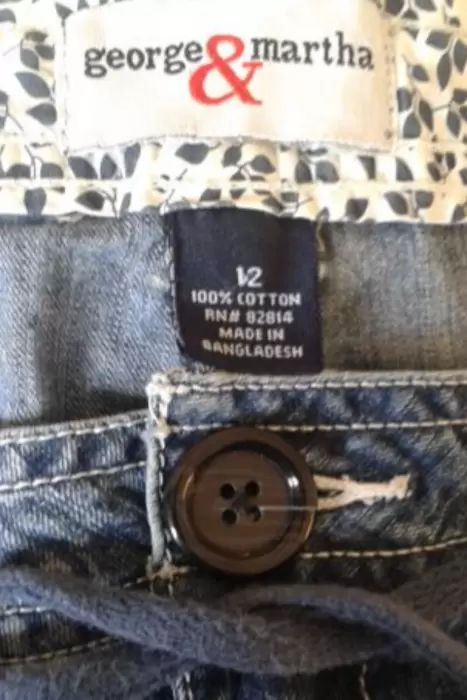 george & martha
12
100% COTTON
RN# 82814
MADE IN
BANGLADESH